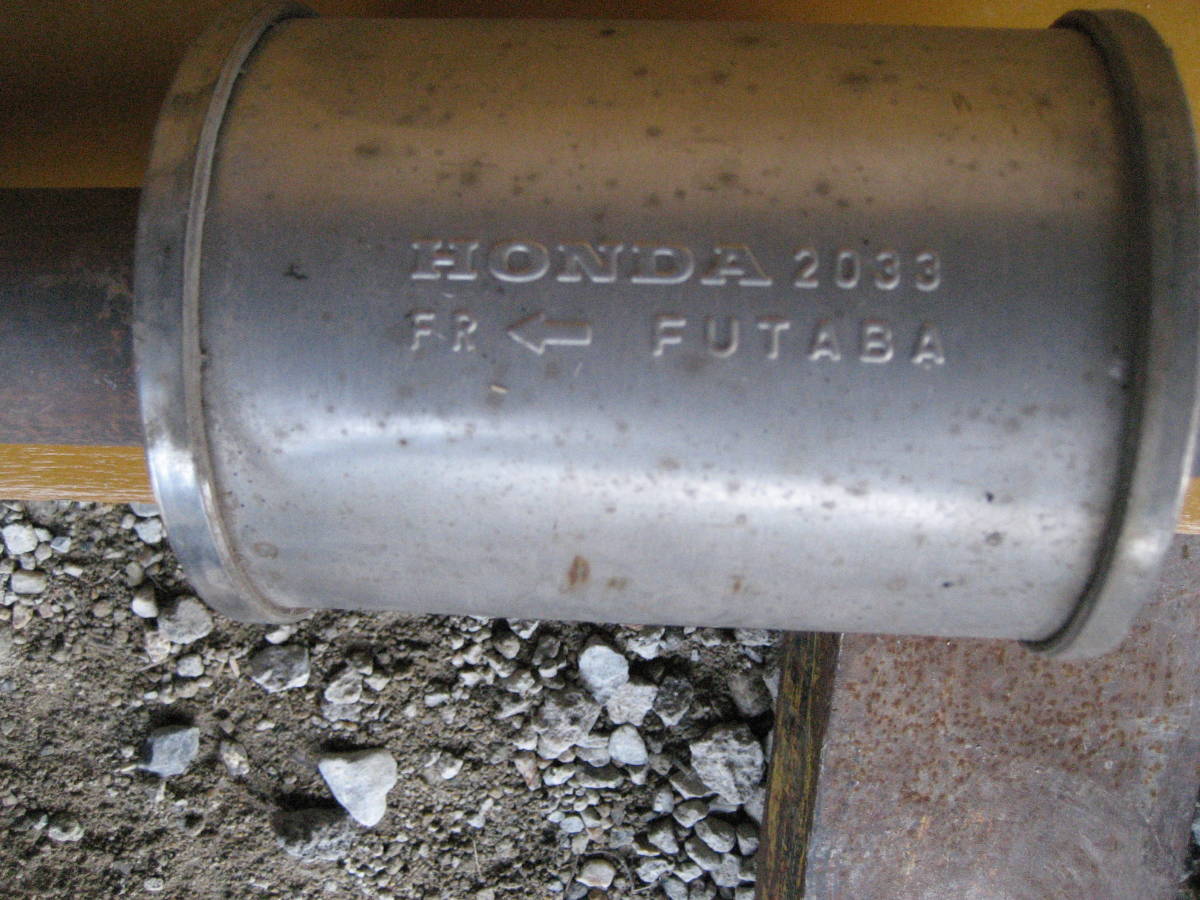 HONDA 2033
FR ← FUTABA